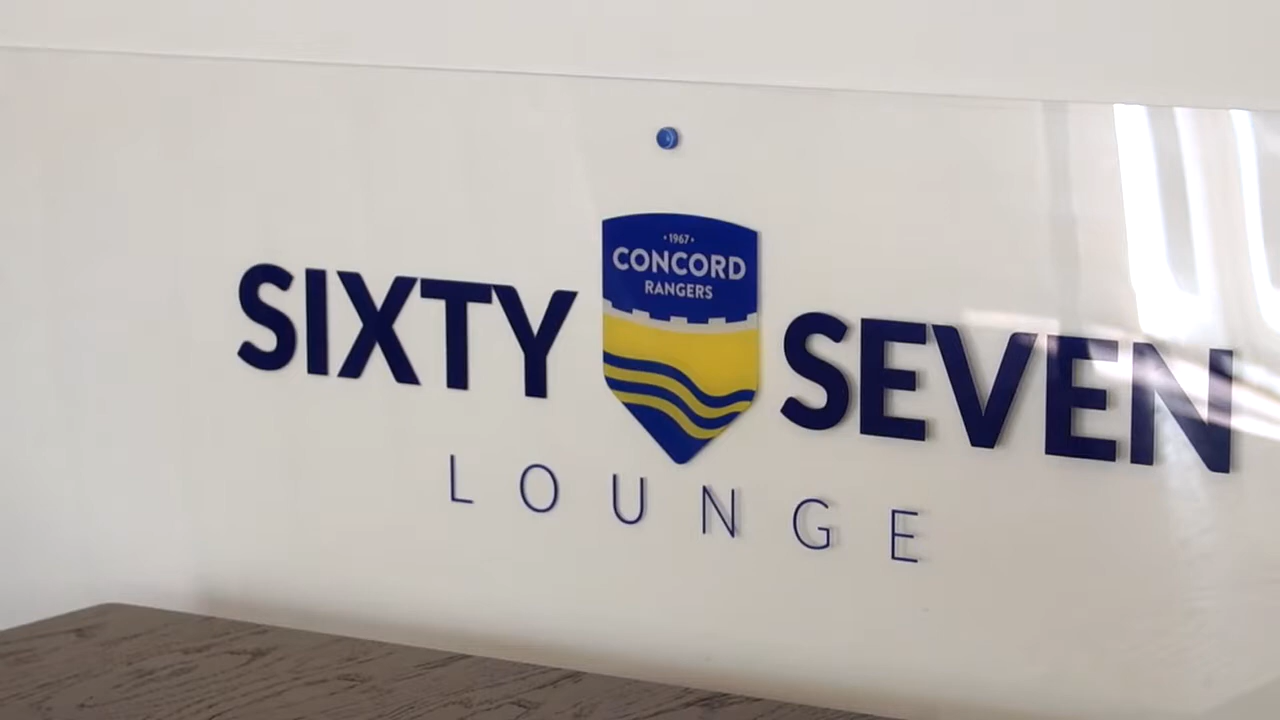 SIXTY SEVEN
• 1967 •
CONCORD
RANGERS
LOUNGE